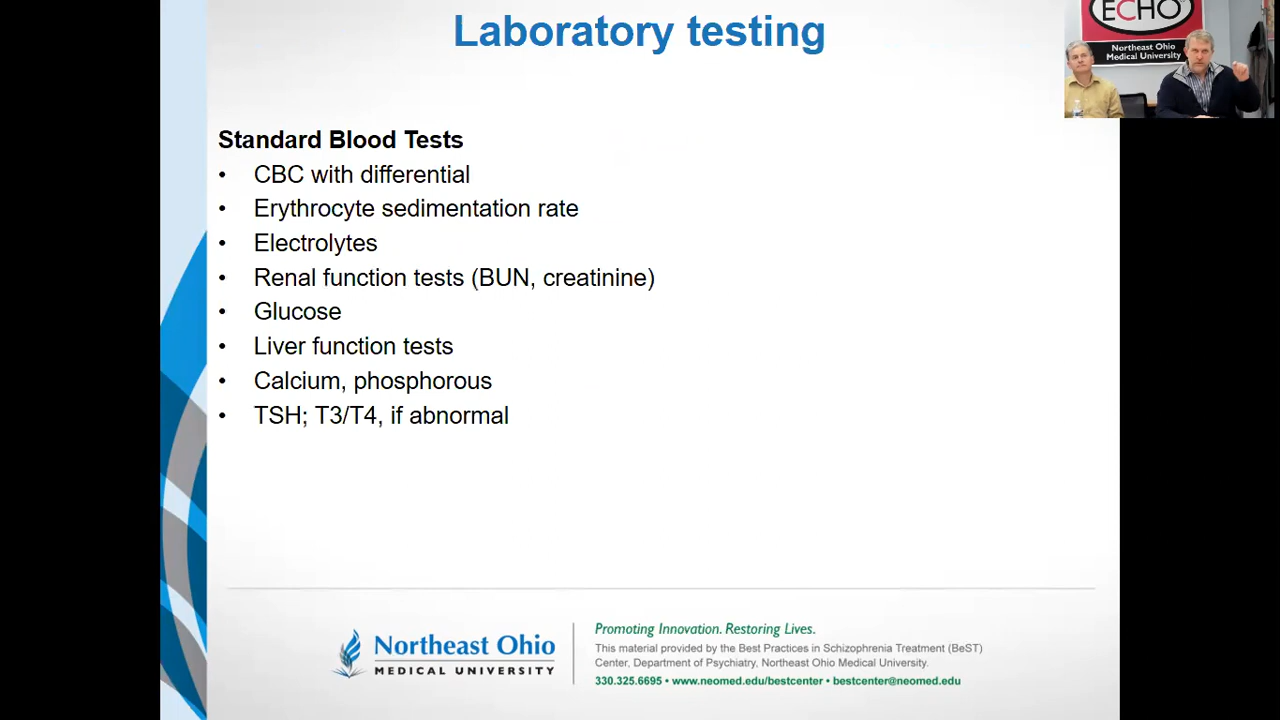 Laboratory testing
ECHO
Northeast Ohio
Medical University
Standard Blood Tests
• CBC with differential
• Erythrocyte sedimentation rate
• Electrolytes
• Renal function tests (BUN, creatinine)
• Glucose
• Liver function tests
• Calcium, phosphorous
• TSH; T3/T4, if abnormal
Northeast Ohio
MEDICAL UNIVERSITY
Promoting Innovation. Restoring Lives.
This material provided by the Best Practices in Schizophrenia Treatment (BeST)
Center, Department of Psychiatry, Northeast Ohio Medical University.
330.325.6695 • www.neomed.edu/bestcenter • bestcenter@neomed.edu